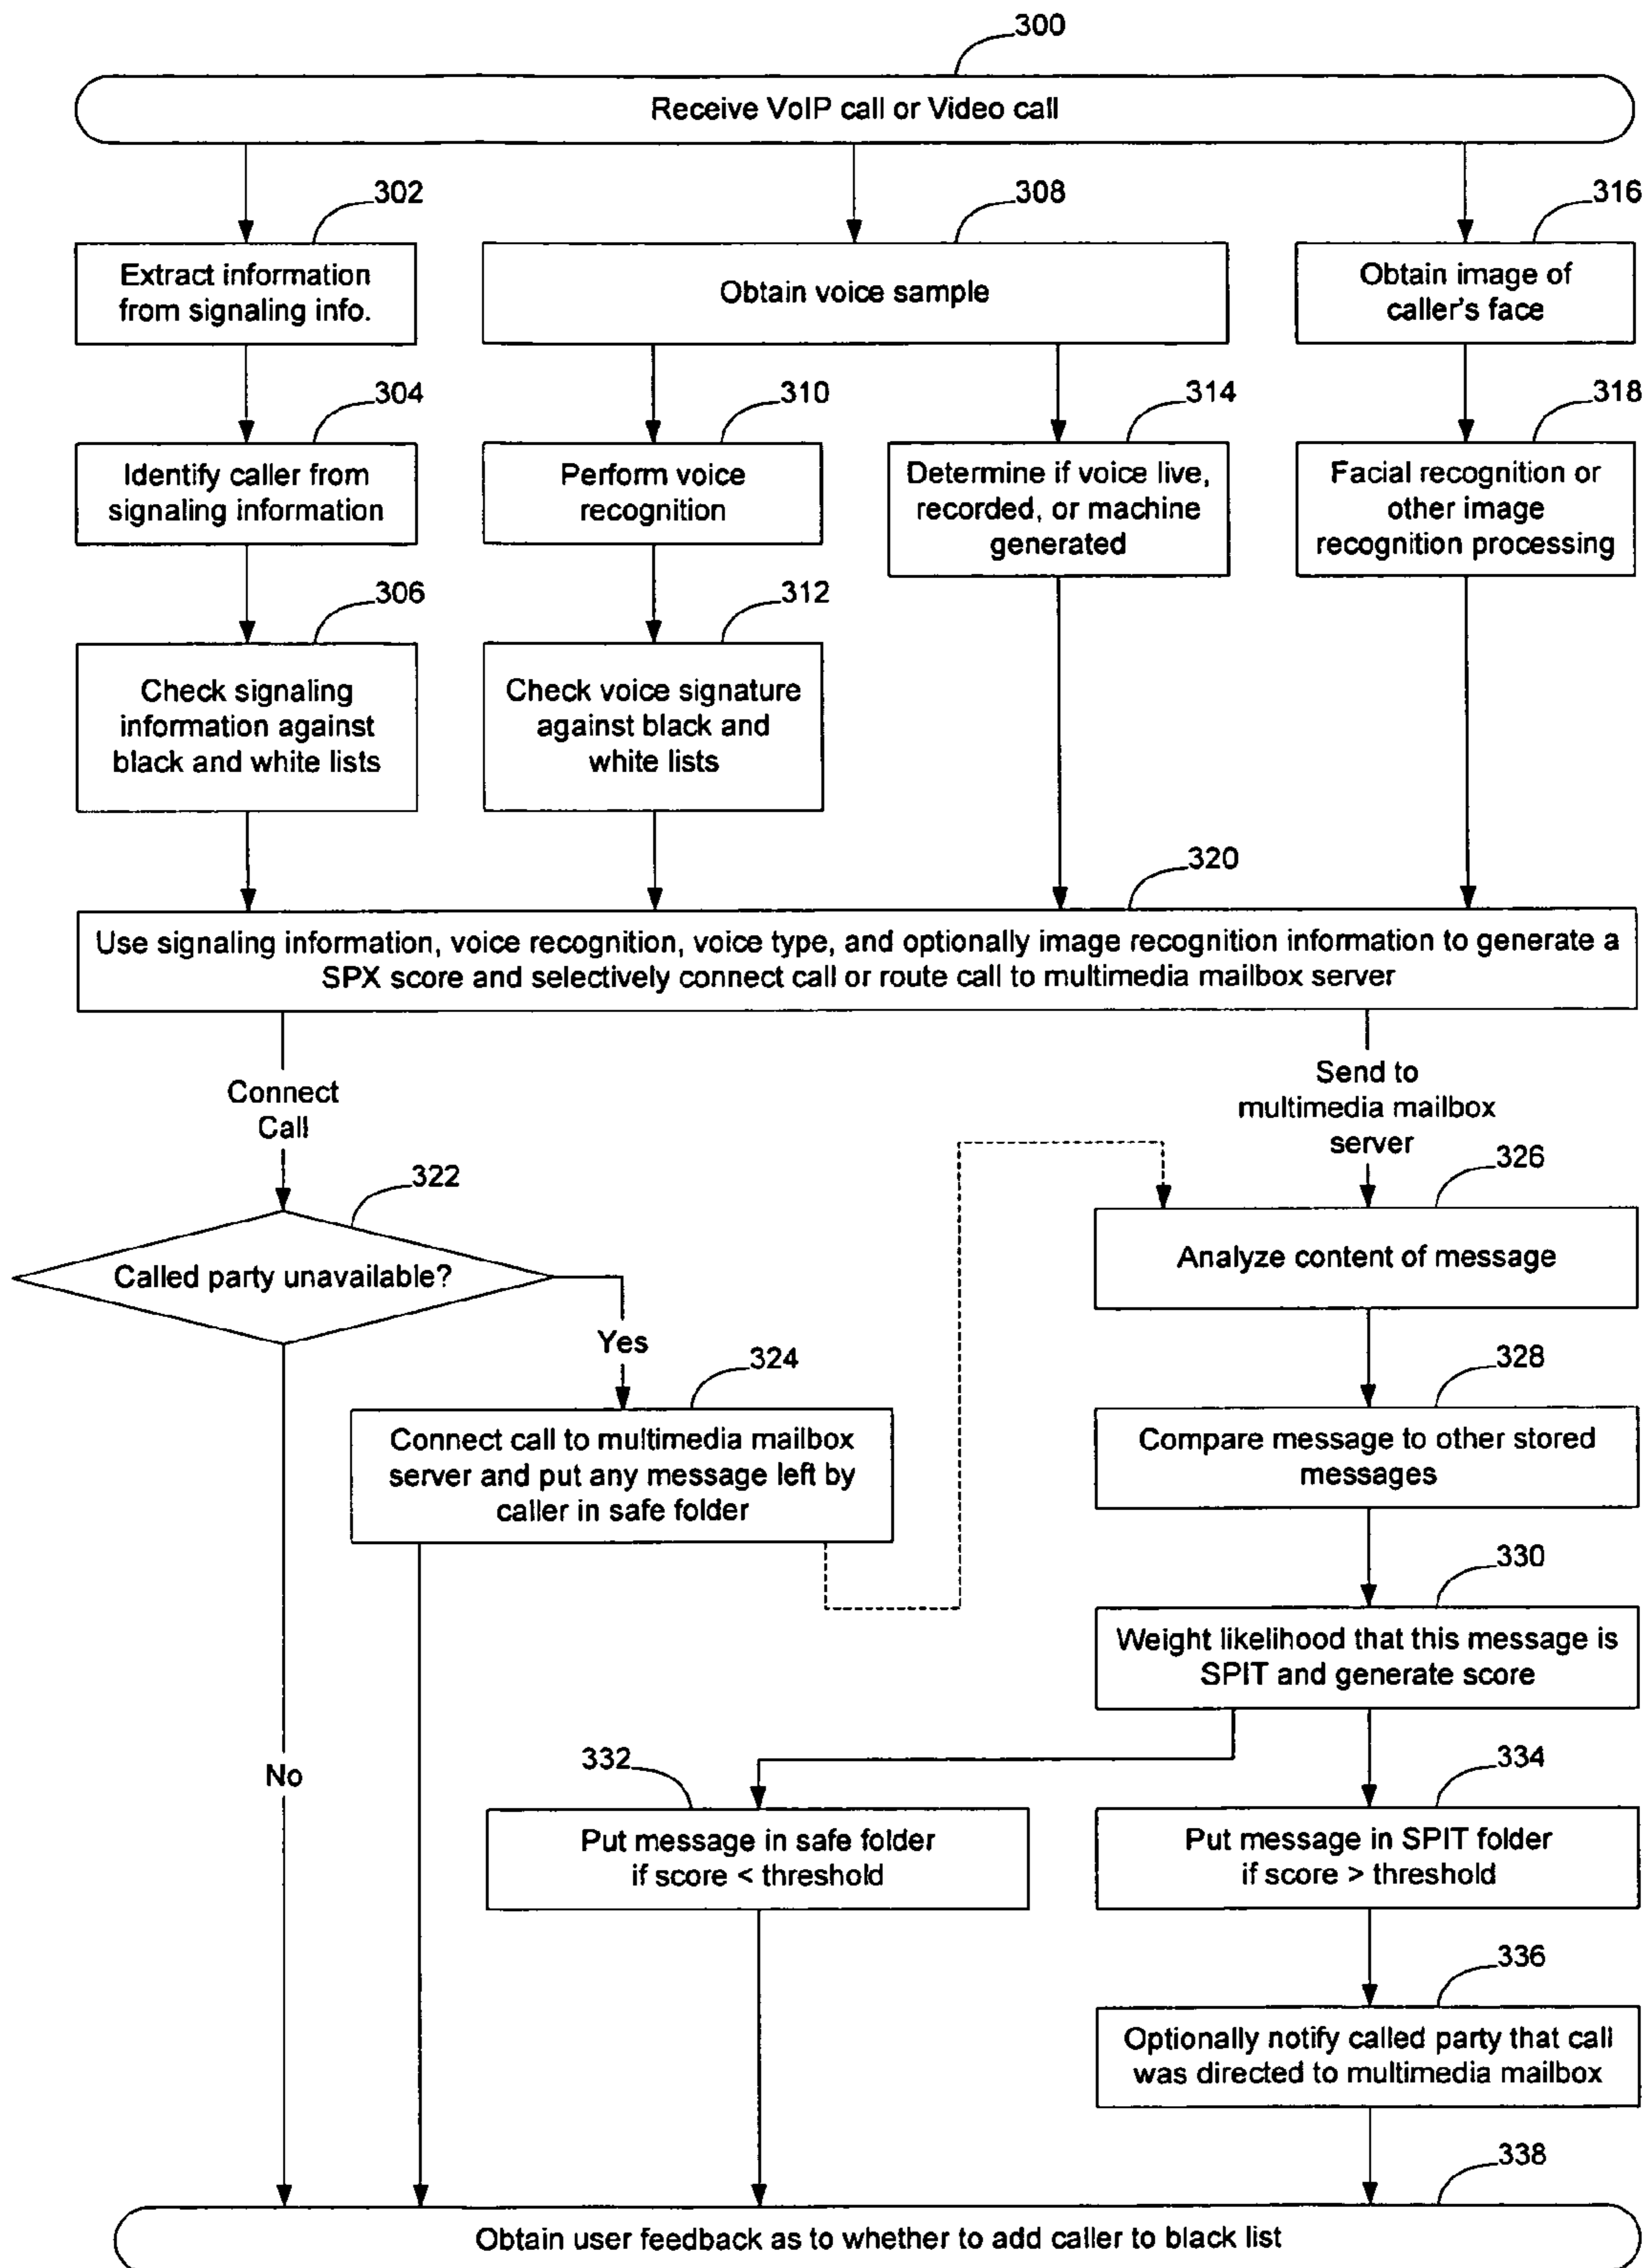 300
Receive VoIP call or Video call
302
308
316
Extract information
from signaling info.
Obtain voice sample
Obtain image of
caller's face
304
310
314
318
Identify caller from
signaling information
Perform voice
recognition
Determine if voice live,
recorded, or machine
generated
Facial recognition or
other image
recognition processing
306
312
Check signaling
information against
black and white lists
Check voice signature
against black and
white lists
320
Use signaling information, voice recognition, voice type, and optionally image recognition information to generate a
SPX score and selectively connect call or route call to multimedia mailbox server
Connect
Call
Send to
multimedia mailbox
server
322
326
Called party unavailable?
Analyze content of message
Yes
324
328
Connect call to multimedia mailbox
server and put any message left by
caller in safe folder
Compare message to other stored
messages
330
Weight likelihood that this message is
SPIT and generate score
No
332
334
Put message in safe folder
if score < threshold
Put message in SPIT folder
if score > threshold
336
Optionally notify called party that call
was directed to multimedia mailbox
338
Obtain user feedback as to whether to add caller to black list